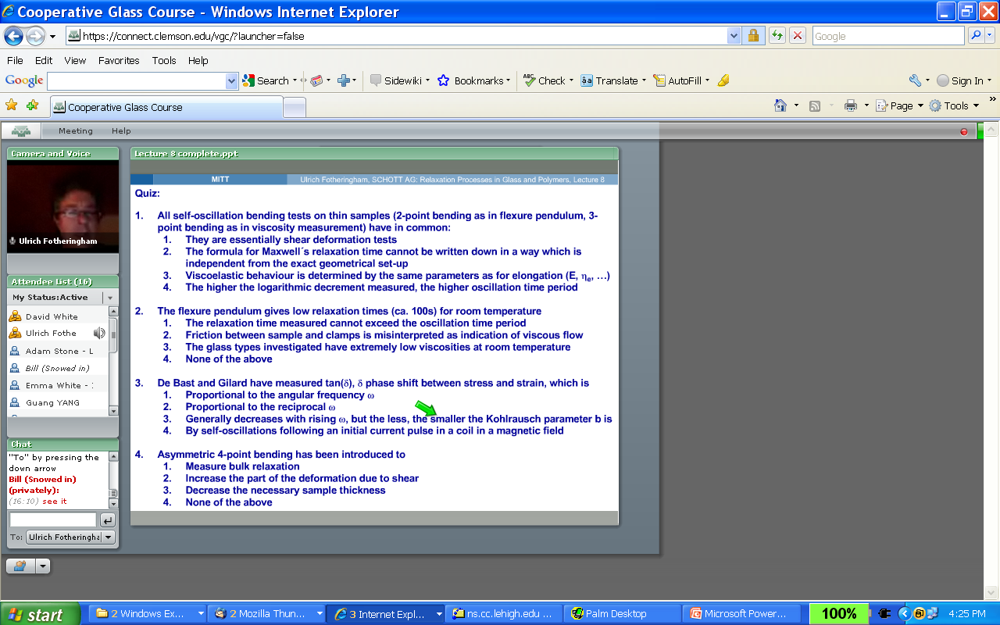 Cooperative Glass Course - Windows Internet Explorer
https://connect.clemson.edu/vgc/?launcher=false
Google
File Edit View Favorites Tools Help
Google Search Sidewiki Bookmarks Check Translate AutoFill Sign In
Cooperative Glass Course
Page Tools
Meeting Help
Camera and Voice
Ulrich Fotheringham
Attendee List (16)
My Status:Active
David White
Ulrich Fothe
Adam Stone - L
Bill (Snowed in)
Emma White -
Guang YANG
Chat
"To" by pressing the
down arrow
Bill (Snowed in)
(privately):
(16:10) see it
To: Ulrich Fotheringha
Lecture 8 complete.ppt
MITT Ulrich Fotheringham, SCHOTT AG: Relaxation Processes in Glass and Polymers, Lecture 8
Quiz:
1. All self-oscillation bending tests on thin samples (2-point bending as in flexure pendulum, 3-
point bending as in viscosity measurement) have in common:
1. They are essentially shear deformation tests
2. The formula for Maxwell´s relaxation time cannot be written down in a way which is
independent from the exact geometrical set-up
3. Viscoelastic behaviour is determined by the same parameters as for elongation (E, ηe, …)
4. The higher the logarithmic decrement measured, the higher oscillation time period
2. The flexure pendulum gives low relaxation times (ca. 100s) for room temperature
1. The relaxation time measured cannot exceed the oscillation time period
2. Friction between sample and clamps is misinterpreted as indication of viscous flow
3. The glass types investigated have extremely low viscosities at room temperature
4. None of the above
3. De Bast and Gilard have measured tan(δ), δ phase shift between stress and strain, which is
1. Proportional to the angular frequency ω
2. Proportional to the reciprocal ω
3. Generally decreases with rising ω, but the less, the smaller the Kohlrausch parameter b is
4. By self-oscillations following an initial current pulse in a coil in a magnetic field
4. Asymmetric 4-point bending has been introduced to
1. Measure bulk relaxation
2. Increase the part of the deformation due to shear
3. Decrease the necessary sample thickness
4. None of the above
start 2 Windows Ex... 2 Mozilla Thun... 3 Internet Expl... ns.cc.lehigh.edu ... Palm Desktop Microsoft Power... 100% 4:25 PM